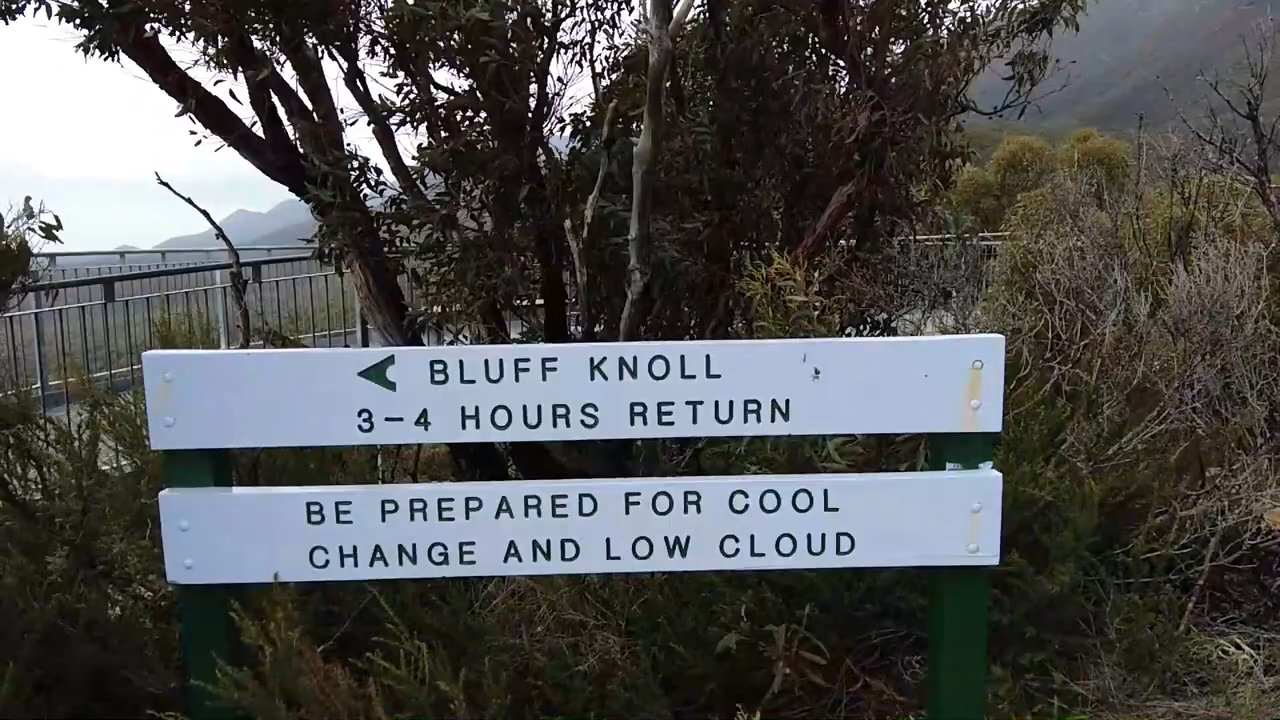 BLUFF KNOLL
3-4 HOURS RETURN
BE PREPARED FOR COOL
CHANGE AND LOW CLOUD